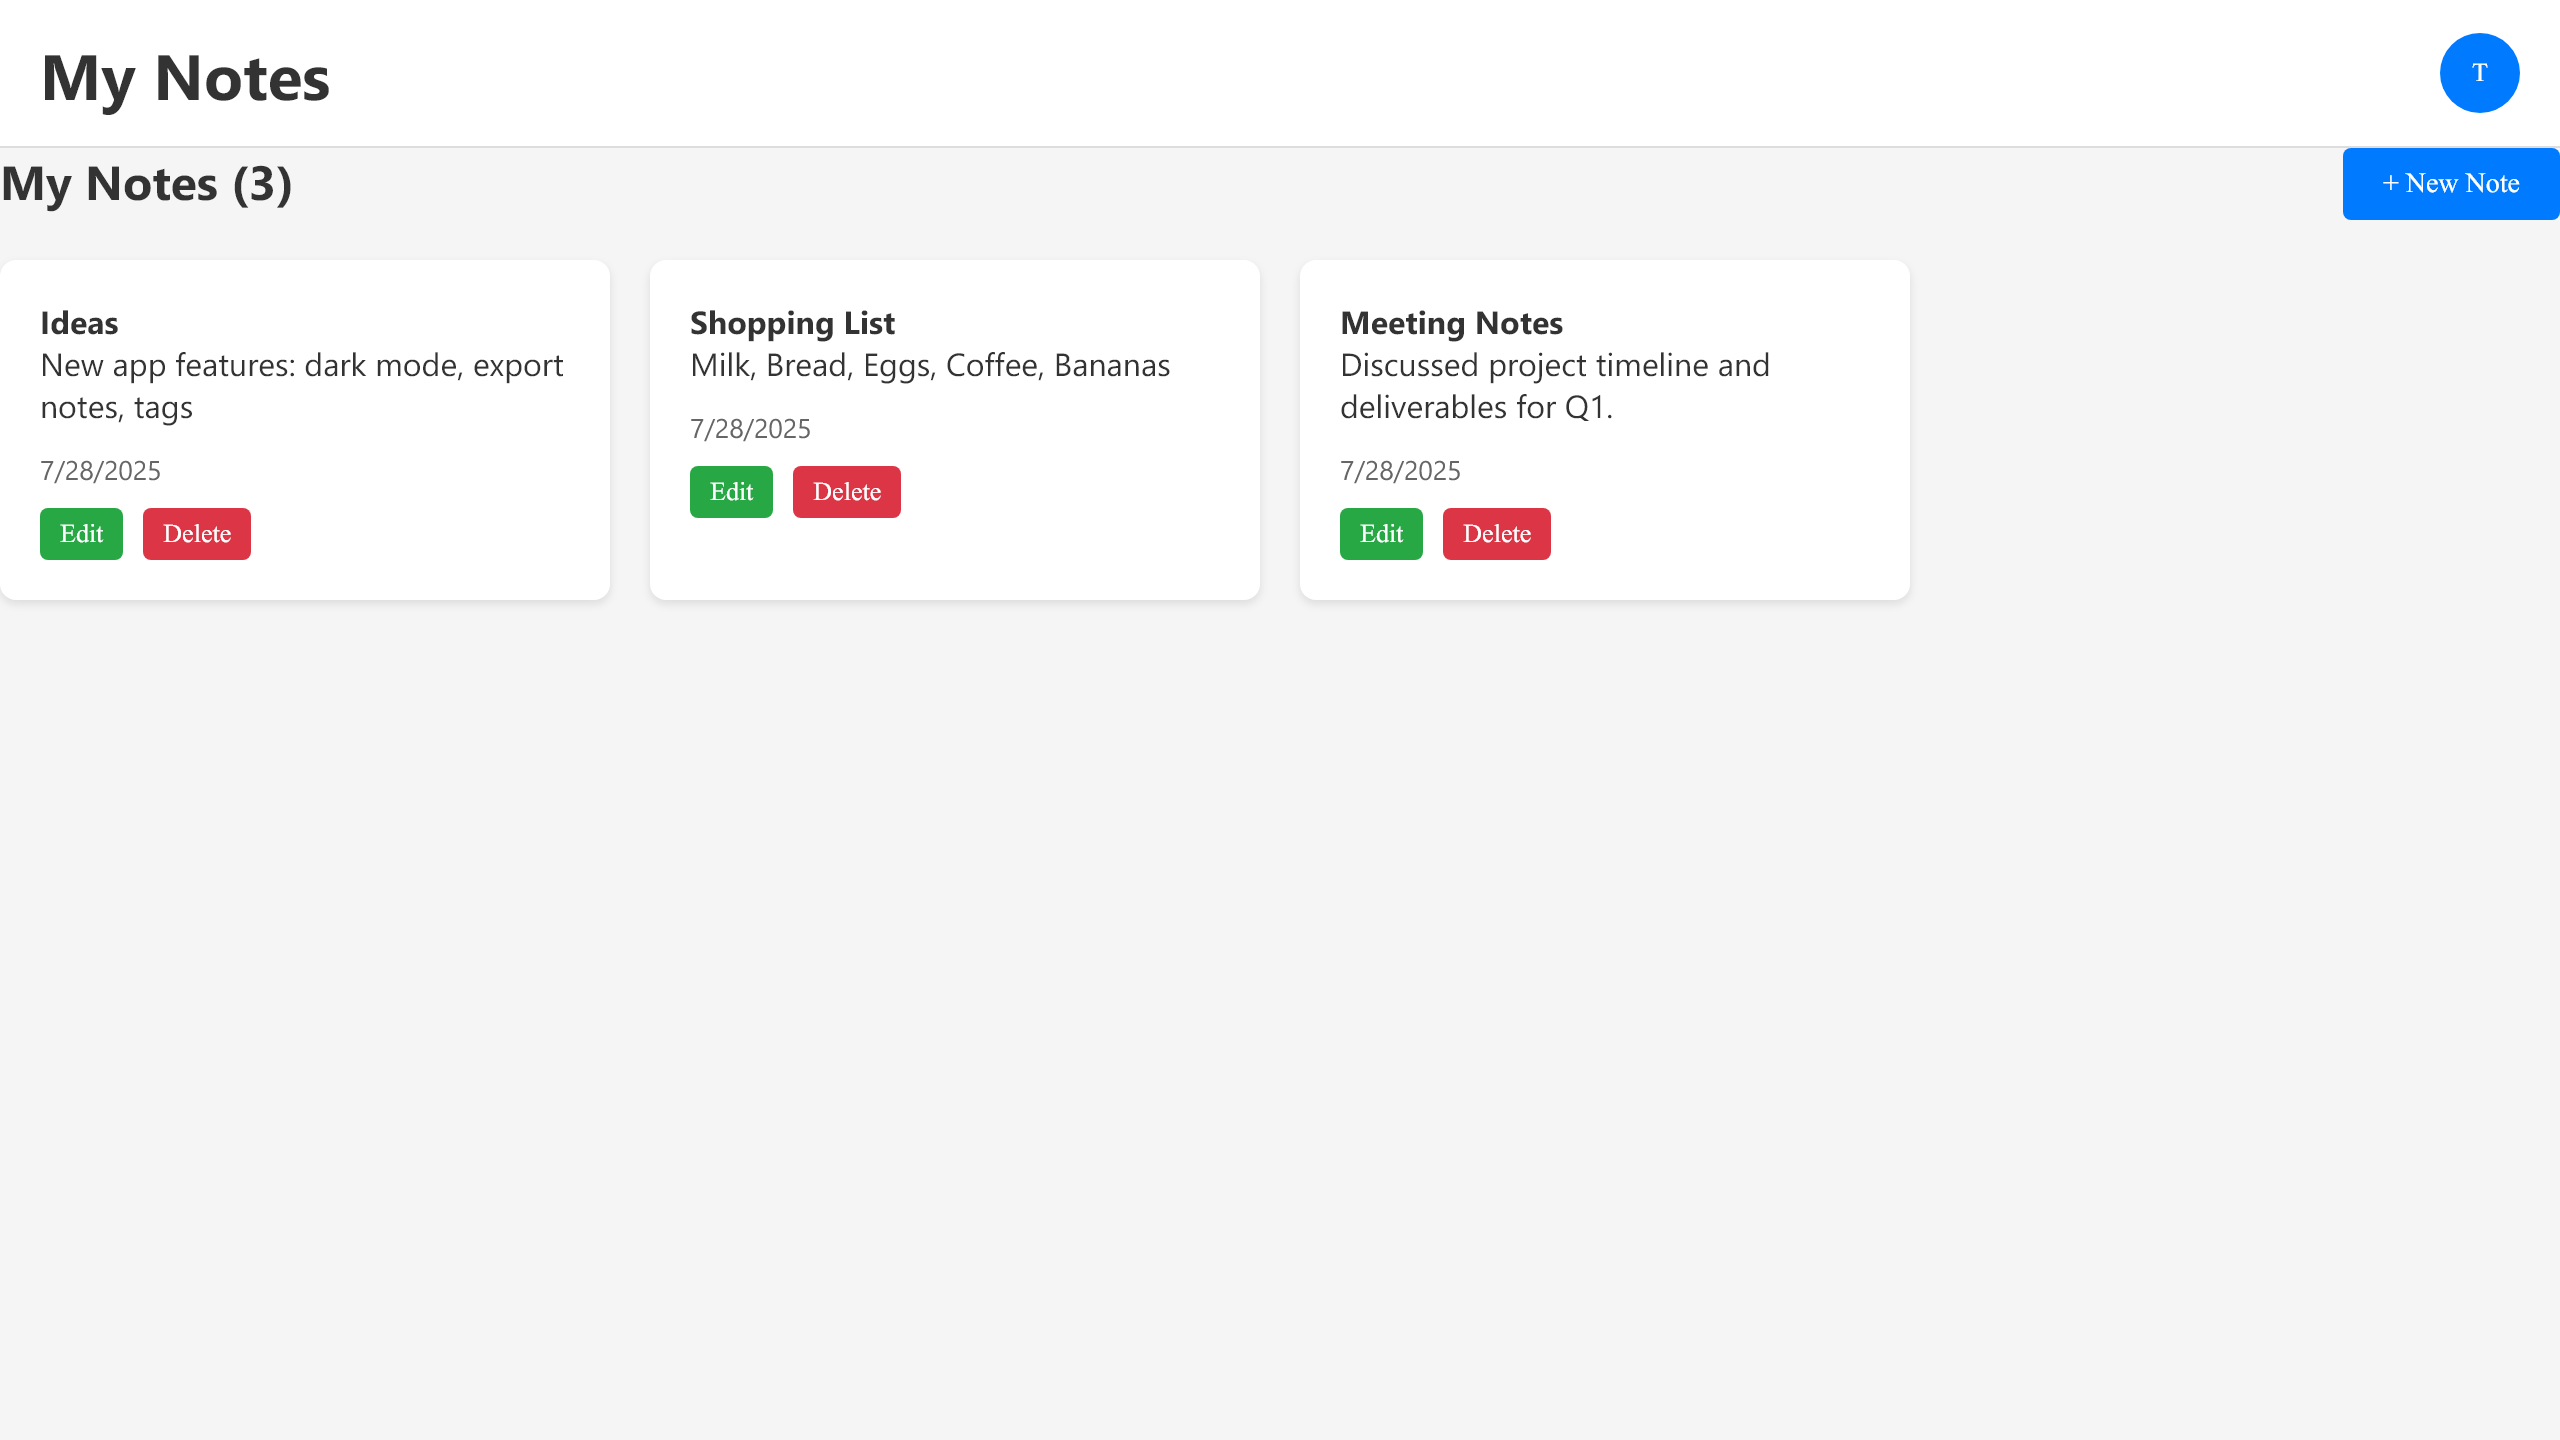 My Notes
T
My Notes (3)
+ New Note
Ideas
New app features: dark mode, export
notes, tags
7/28/2025
Edit
Delete
Shopping List
Milk, Bread, Eggs, Coffee, Bananas
7/28/2025
Edit
Delete
Meeting Notes
Discussed project timeline and
deliverables for Q1.
7/28/2025
Edit
Delete